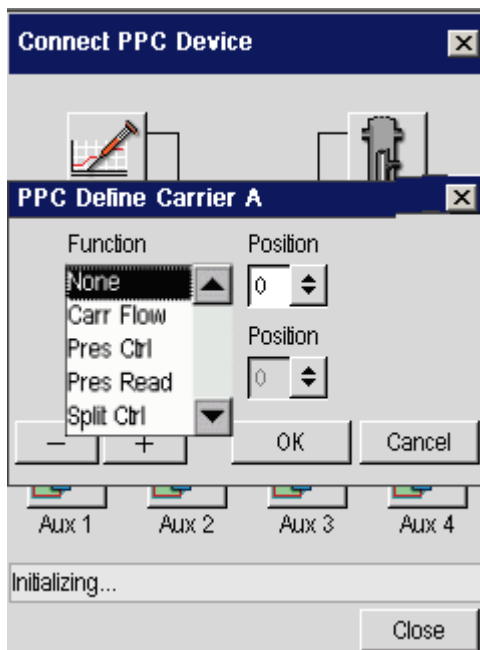 Connect PPC Device
PPC Define Carrier A
Function Position
None 0
Carr Flow
Pres Ctrl Position
Pres Read 0
Split Ctrl
− + OK Cancel
Aux 1 Aux 2 Aux 3 Aux 4
Initializing...
Close